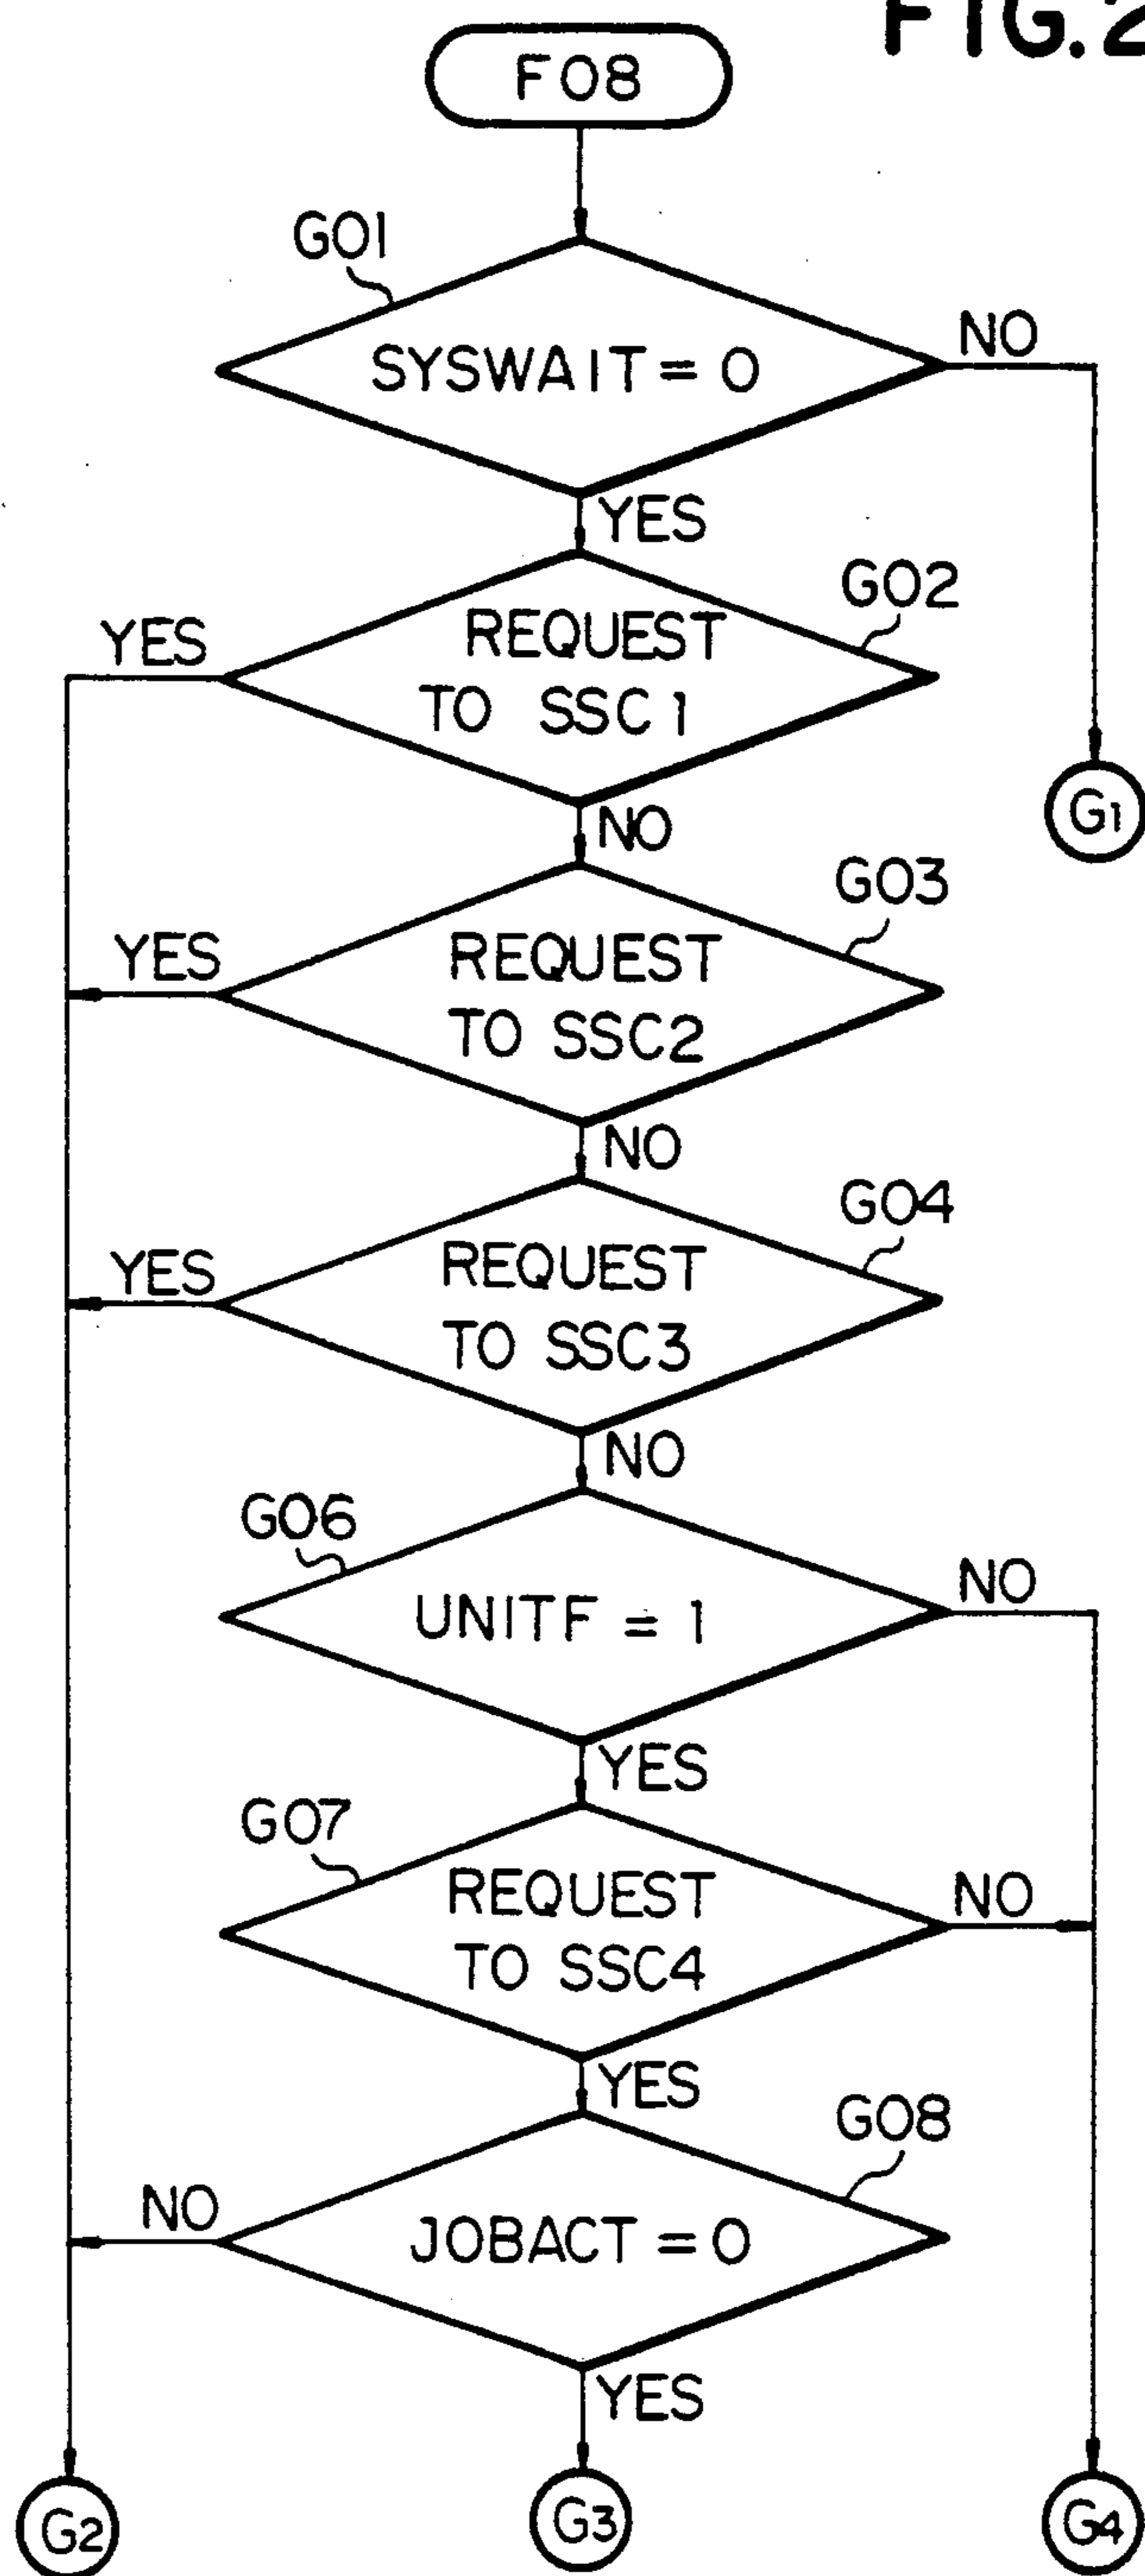 FIG.2
F08
G01
SYSWAIT = 0
NO
YES
G02
YES
REQUEST
TO SSC1
G1
NO
G03
YES
REQUEST
TO SSC2
NO
G04
YES
REQUEST
TO SSC3
NO
G06
NO
UNITF = 1
YES
G07
REQUEST
TO SSC4
NO
YES
G08
NO
JOBACT = 0
YES
G2
G3
G4